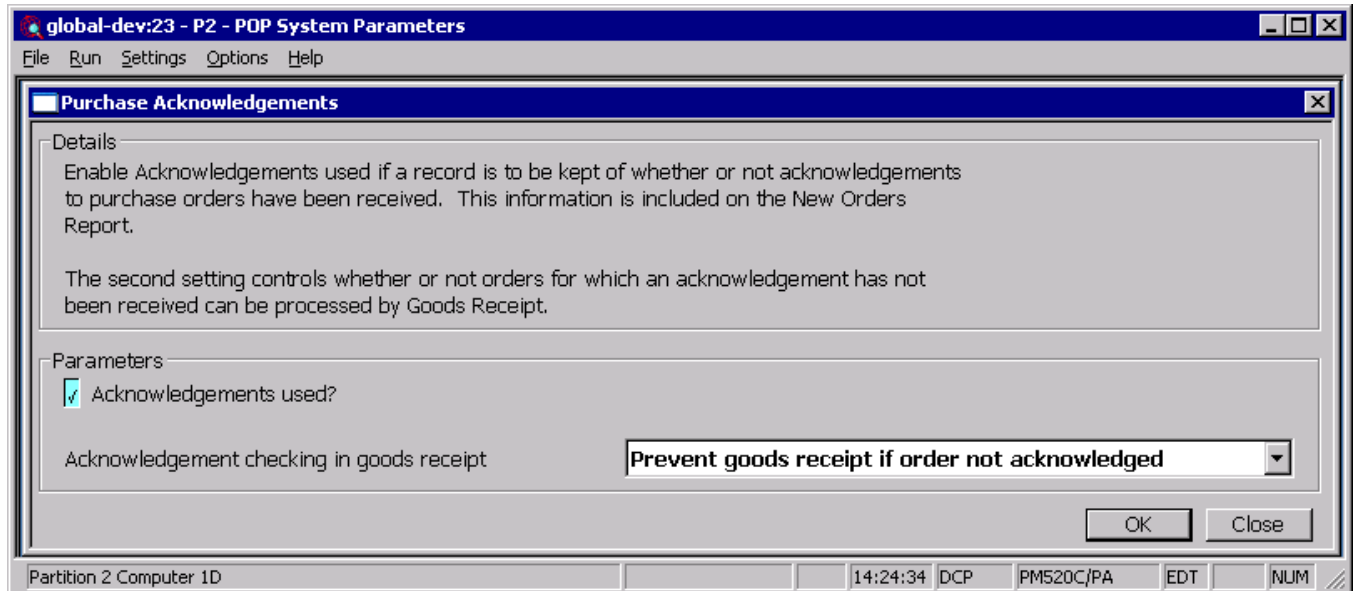 global-dev:23 - P2 - POP System Parameters
File Run Settings Options Help
Purchase Acknowledgements
Details
Enable Acknowledgements used if a record is to be kept of whether or not acknowledgements
to purchase orders have been received.  This information is included on the New Orders
Report.
The second setting controls whether or not orders for which an acknowledgement has not
been received can be processed by Goods Receipt.
Parameters
Acknowledgements used?
Acknowledgement checking in goods receipt Prevent goods receipt if order not acknowledged
OK Close
Partition 2 Computer 1D 14:24:34 DCP PM520C/PA EDT NUM